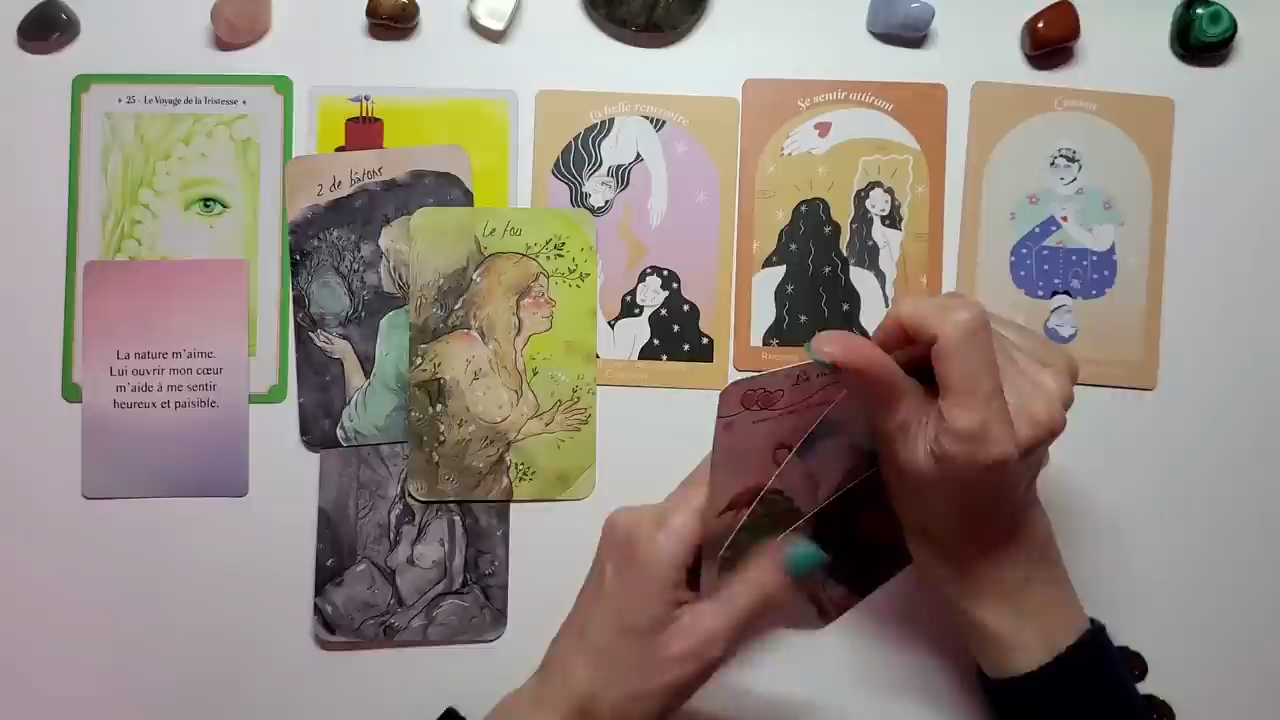 25 - Le Voyage de la Tristesse
La nature m'aime.
Lui ouvrir mon cœur
m'aide à me sentir
heureux et paisible.
2 de bâtons
Le fou
La belle rencontre
Se sentir attirant